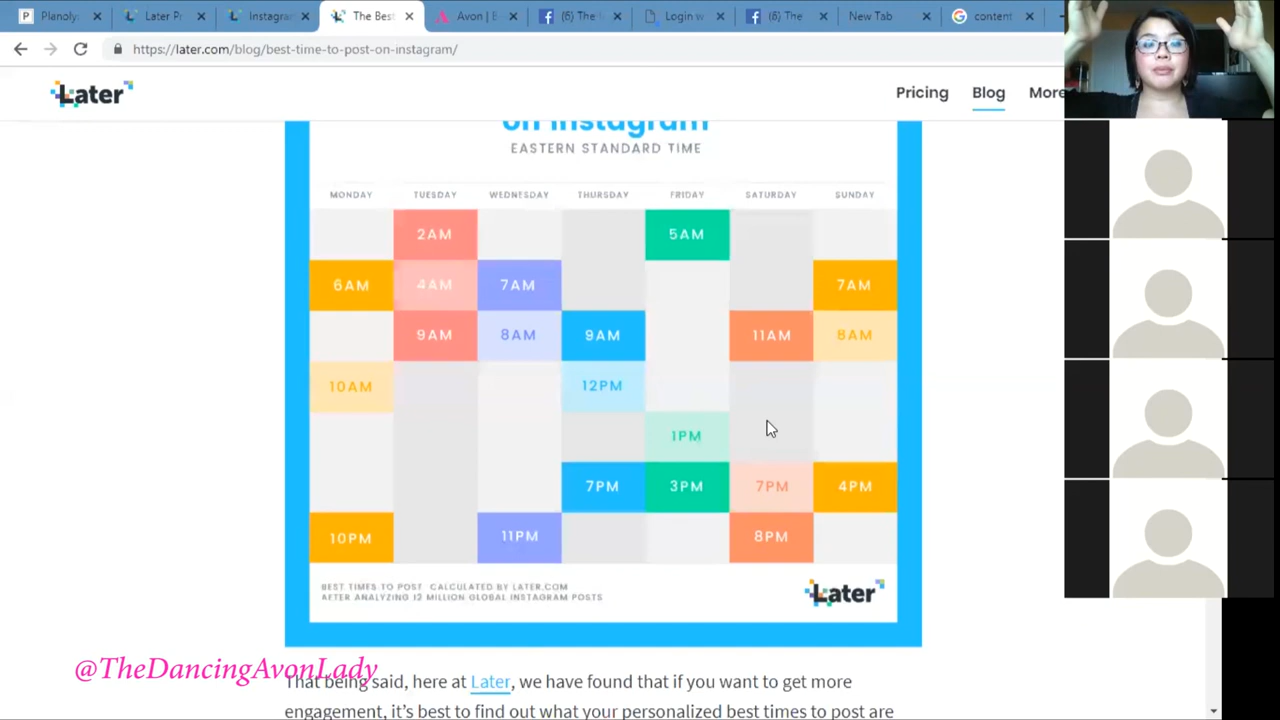 Planoly.
Later Pr
Instagram
The Best
Avon | B
(6) The
Login w
(6) The
New Tab
content
https://later.com/blog/best-time-to-post-on-instagram/
Later
Pricing Blog More
on Instagram
EASTERN STANDARD TIME
MONDAY TUESDAY WEDNESDAY THURSDAY FRIDAY SATURDAY SUNDAY
2AM 5AM
6AM 4AM 7AM 7AM
9AM 8AM 9AM 11AM 8AM
10AM 12PM
1PM
7PM 3PM 7PM 4PM
10PM 11PM 8PM
BEST TIMES TO POST CALCULATED BY LATER.COM
AFTER ANALYZING 12 MILLION GLOBAL INSTAGRAM POSTS
Later
@TheDancingAvonLady
That being said, here at Later, we have found that if you want to get more
engagement, it's best to find out what your personalized best times to post are